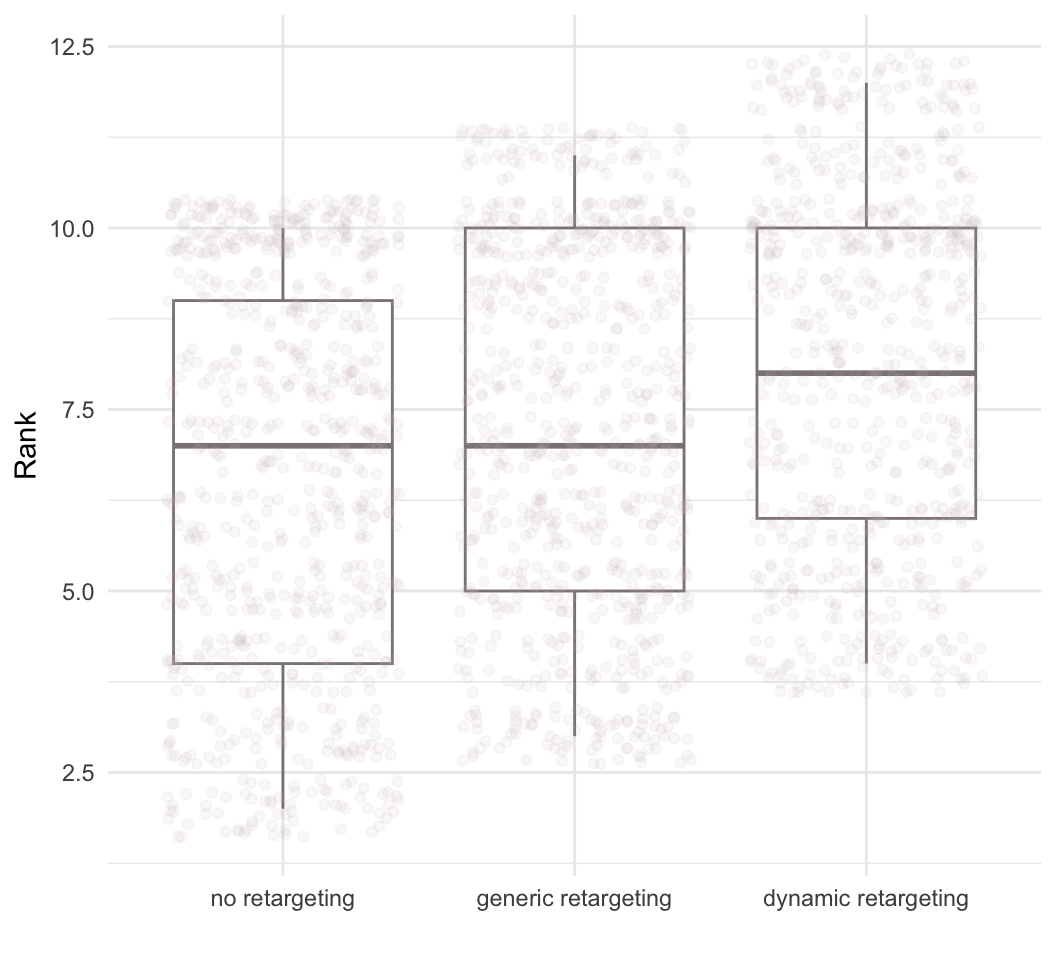 12.5
10.0
7.5
5.0
2.5
Rank
no retargeting
generic retargeting
dynamic retargeting